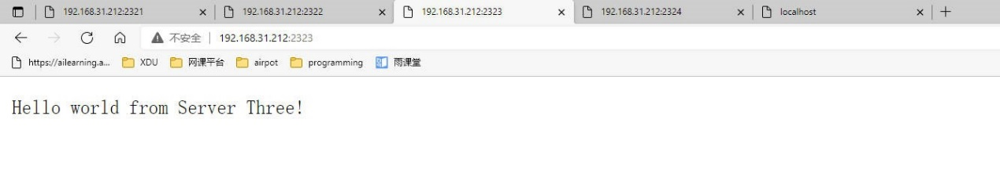 192.168.31.212:2321 192.168.31.212:2322 192.168.31.212:2323 192.168.31.212:2324 localhost
不安全 192.168.31.212:2323
https://ailearning.a... XDU 网课平台 airpot programming 雨课堂
Hello world from Server Three!